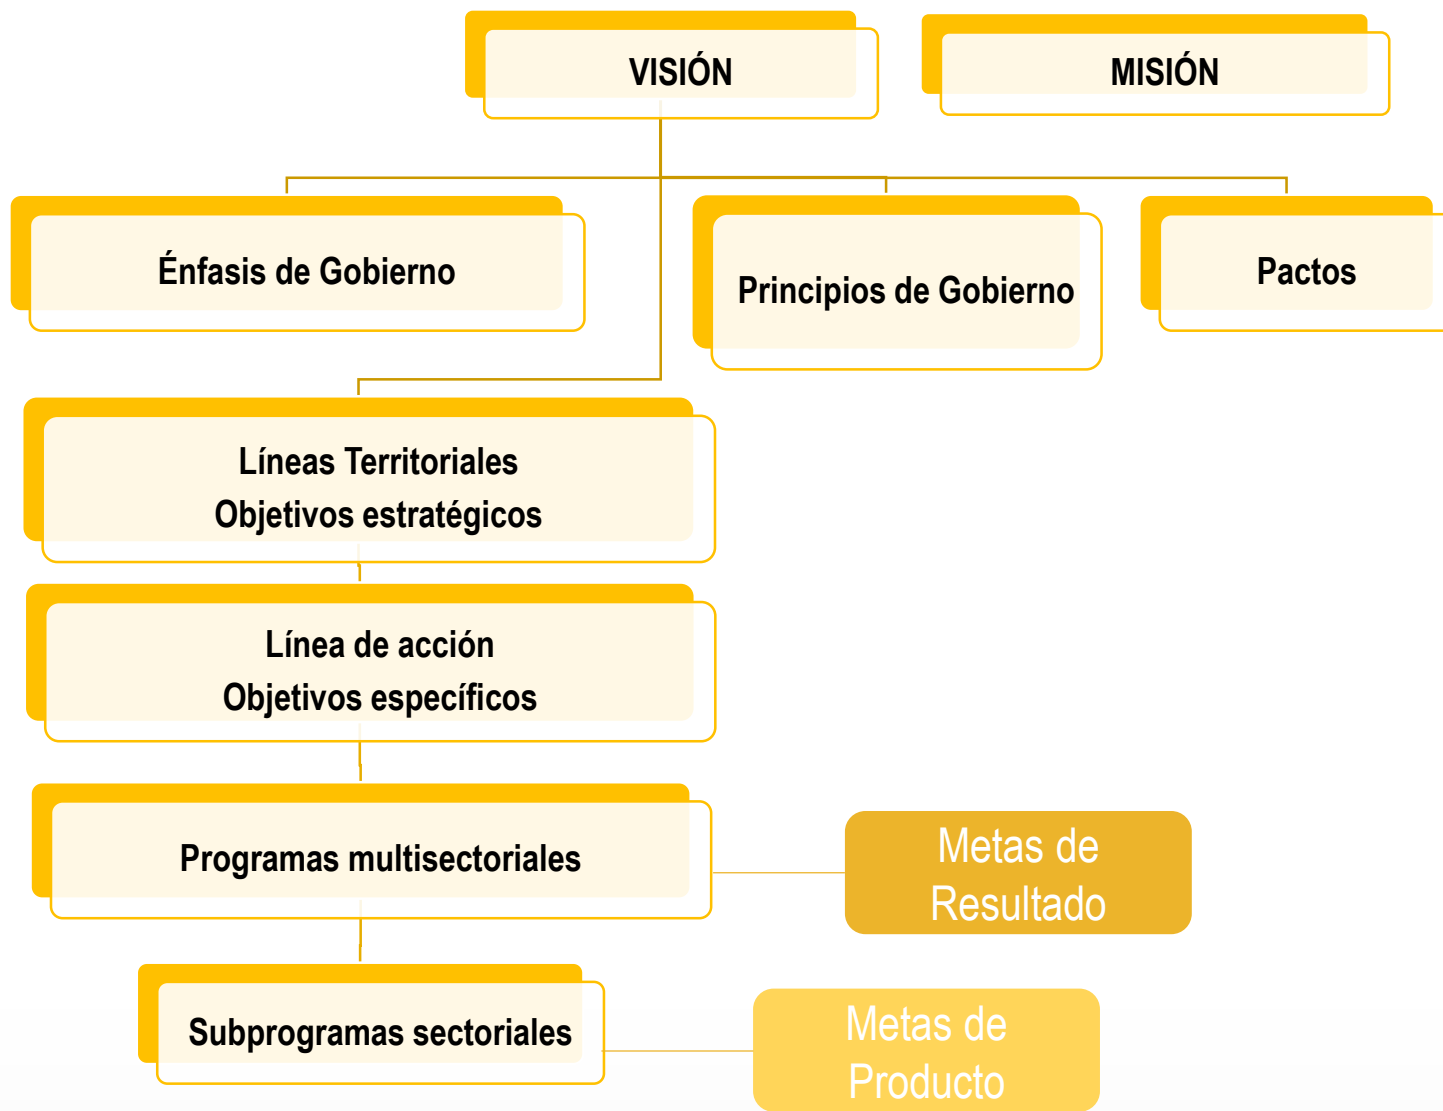 VISIÓN
MISIÓN
Énfasis de Gobierno
Principios de Gobierno
Pactos
Líneas Territoriales
Objetivos estratégicos
Línea de acción
Objetivos específicos
Programas multisectoriales
Metas de
Resultado
Subprogramas sectoriales
Metas de
Producto